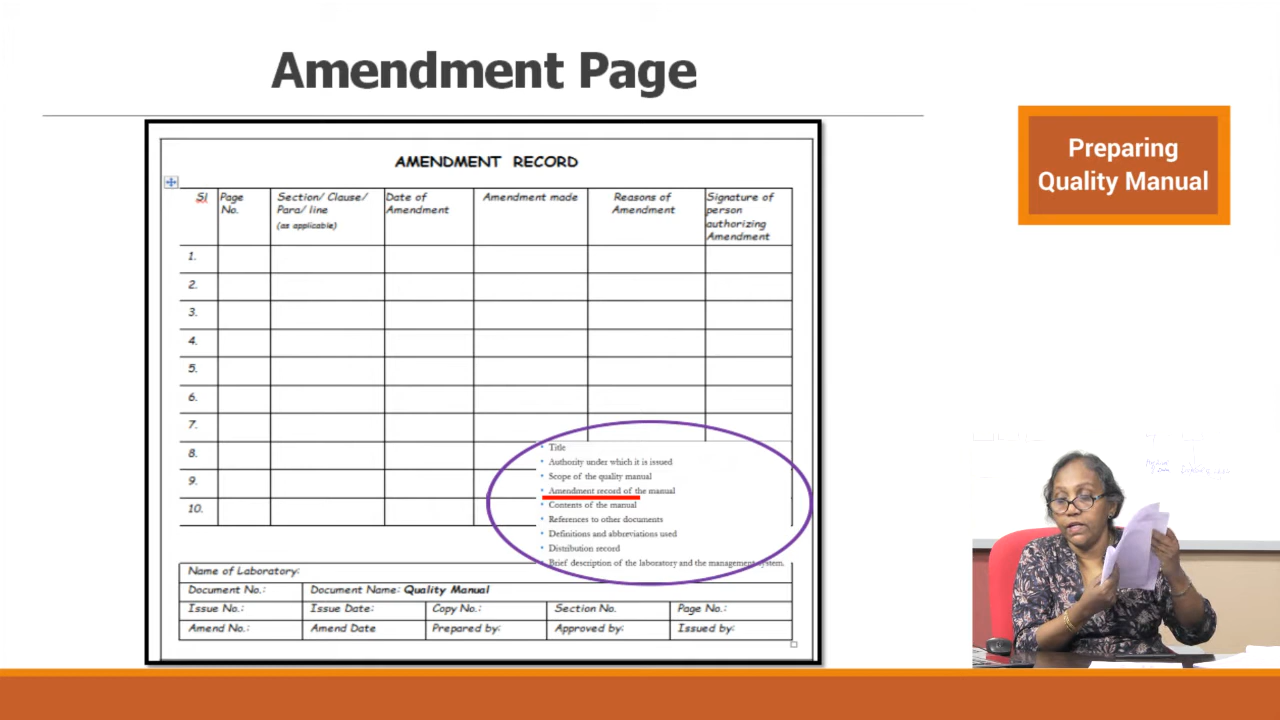 Amendment Page
Preparing
Quality Manual
AMENDMENT RECORD
Sl
Page
No.
Section/ Clause/
Para/ line
(as applicable)
Date of
Amendment
Amendment made
Reasons of
Amendment
Signature of
person
authorizing
Amendment
1.
2.
3.
4.
5.
6.
7.
8.
9.
10.
• Title
• Authority under which it is issued
• Scope of the quality manual
• Amendment record of the manual
• Contents of the manual
• References to other documents
• Definitions and abbreviations used
• Distribution record
• Brief description of the laboratory and the management system.
Name of Laboratory:
Document No.: Document Name: Quality Manual
Issue No.: Issue Date: Copy No.: Section No. Page No.:
Amend No.: Amend Date Prepared by: Approved by: Issued by: